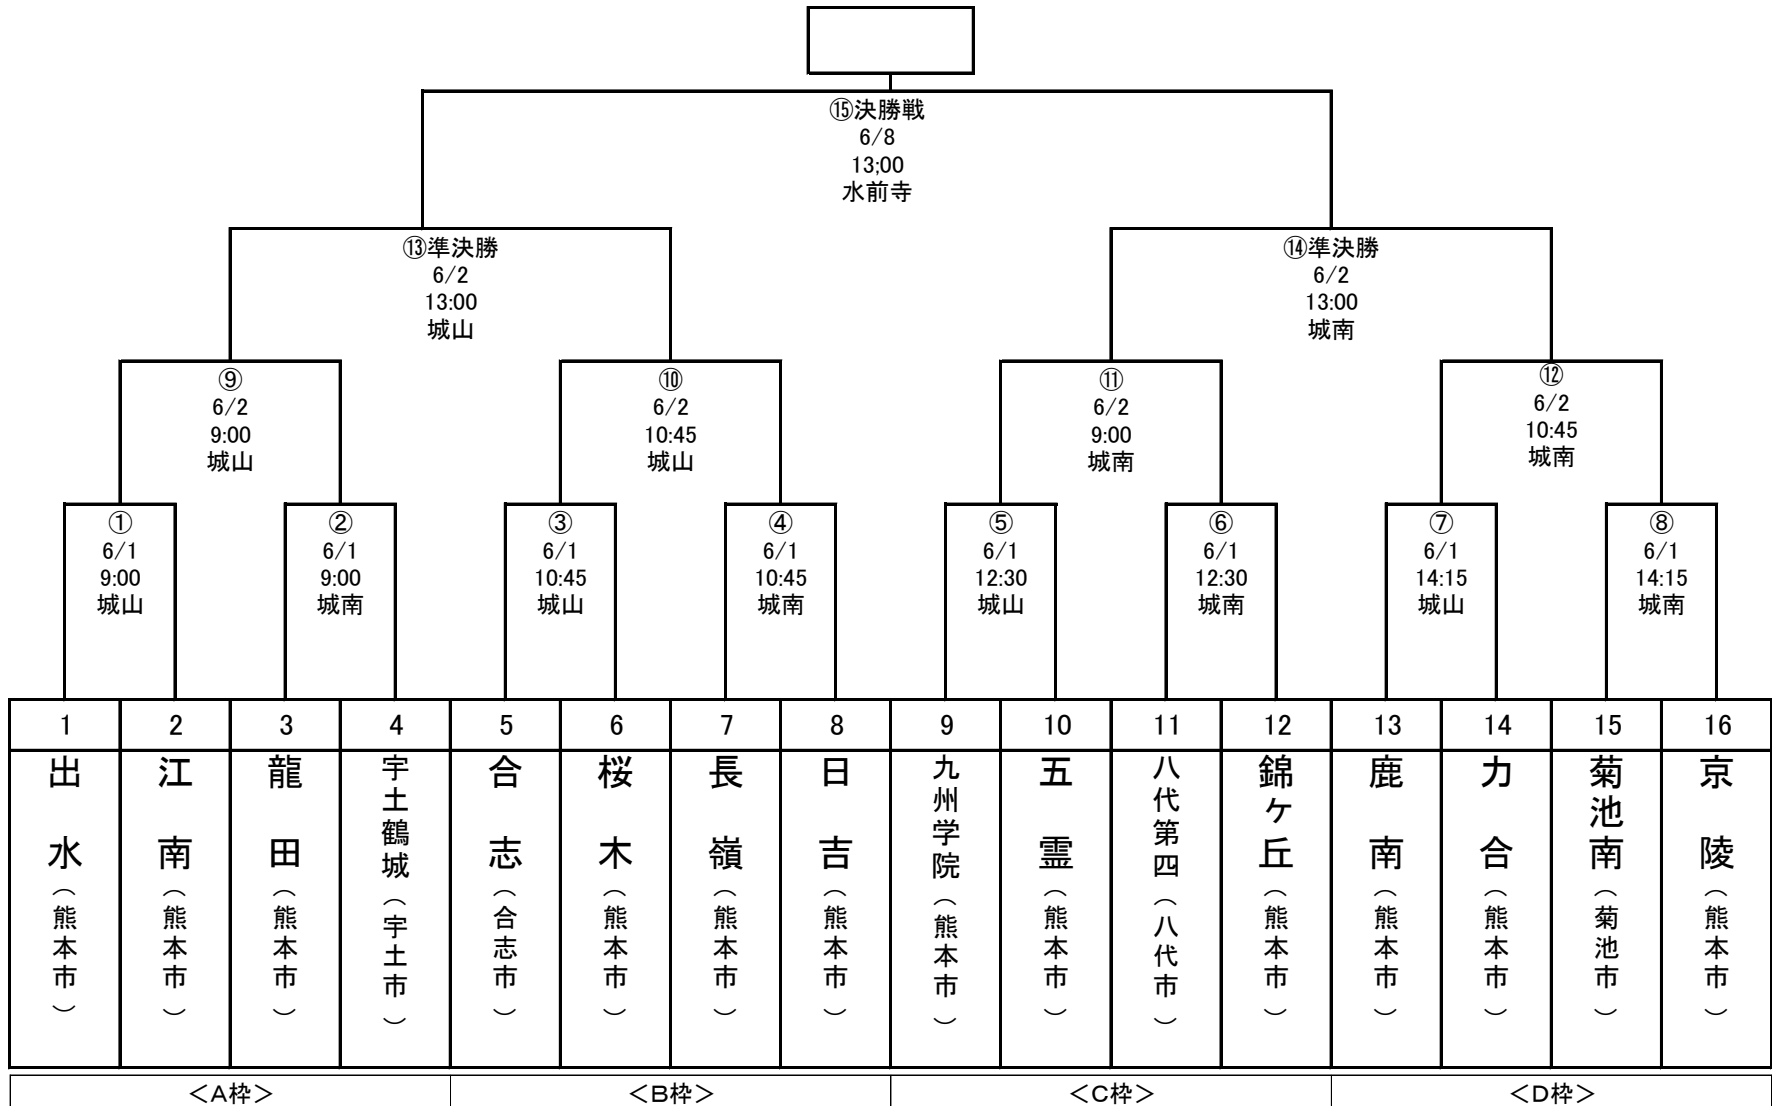 ⑮決勝戦
6/8
13;00
水前寺
⑬準決勝
6/2
13:00
城山
⑭準決勝
6/2
13:00
城南
⑨
6/2
9:00
城山
⑩
6/2
10:45
城山
⑪
6/2
9:00
城南
⑫
6/2
10:45
城南
①
6/1
9:00
城山
②
6/1
9:00
城南
③
6/1
10:45
城山
④
6/1
10:45
城南
⑤
6/1
12:30
城山
⑥
6/1
12:30
城南
⑦
6/1
14:15
城山
⑧
6/1
14:15
城南
1 2 3 4 5 6 7 8 9 10 11 12 13 14 15 16
出水(熊本市)
江南(熊本市)
龍田(熊本市)
宇土鶴城(宇土市)
合志(合志市)
桜木(熊本市)
長嶺(熊本市)
日吉(熊本市)
九州学院(熊本市)
五霊(熊本市)
八代第四(八代市)
錦ケ丘(熊本市)
鹿南(熊本市)
力合(熊本市)
菊池南(菊池市)
京陵(熊本市)
＜A枠＞ ＜B枠＞ ＜C枠＞ ＜D枠＞